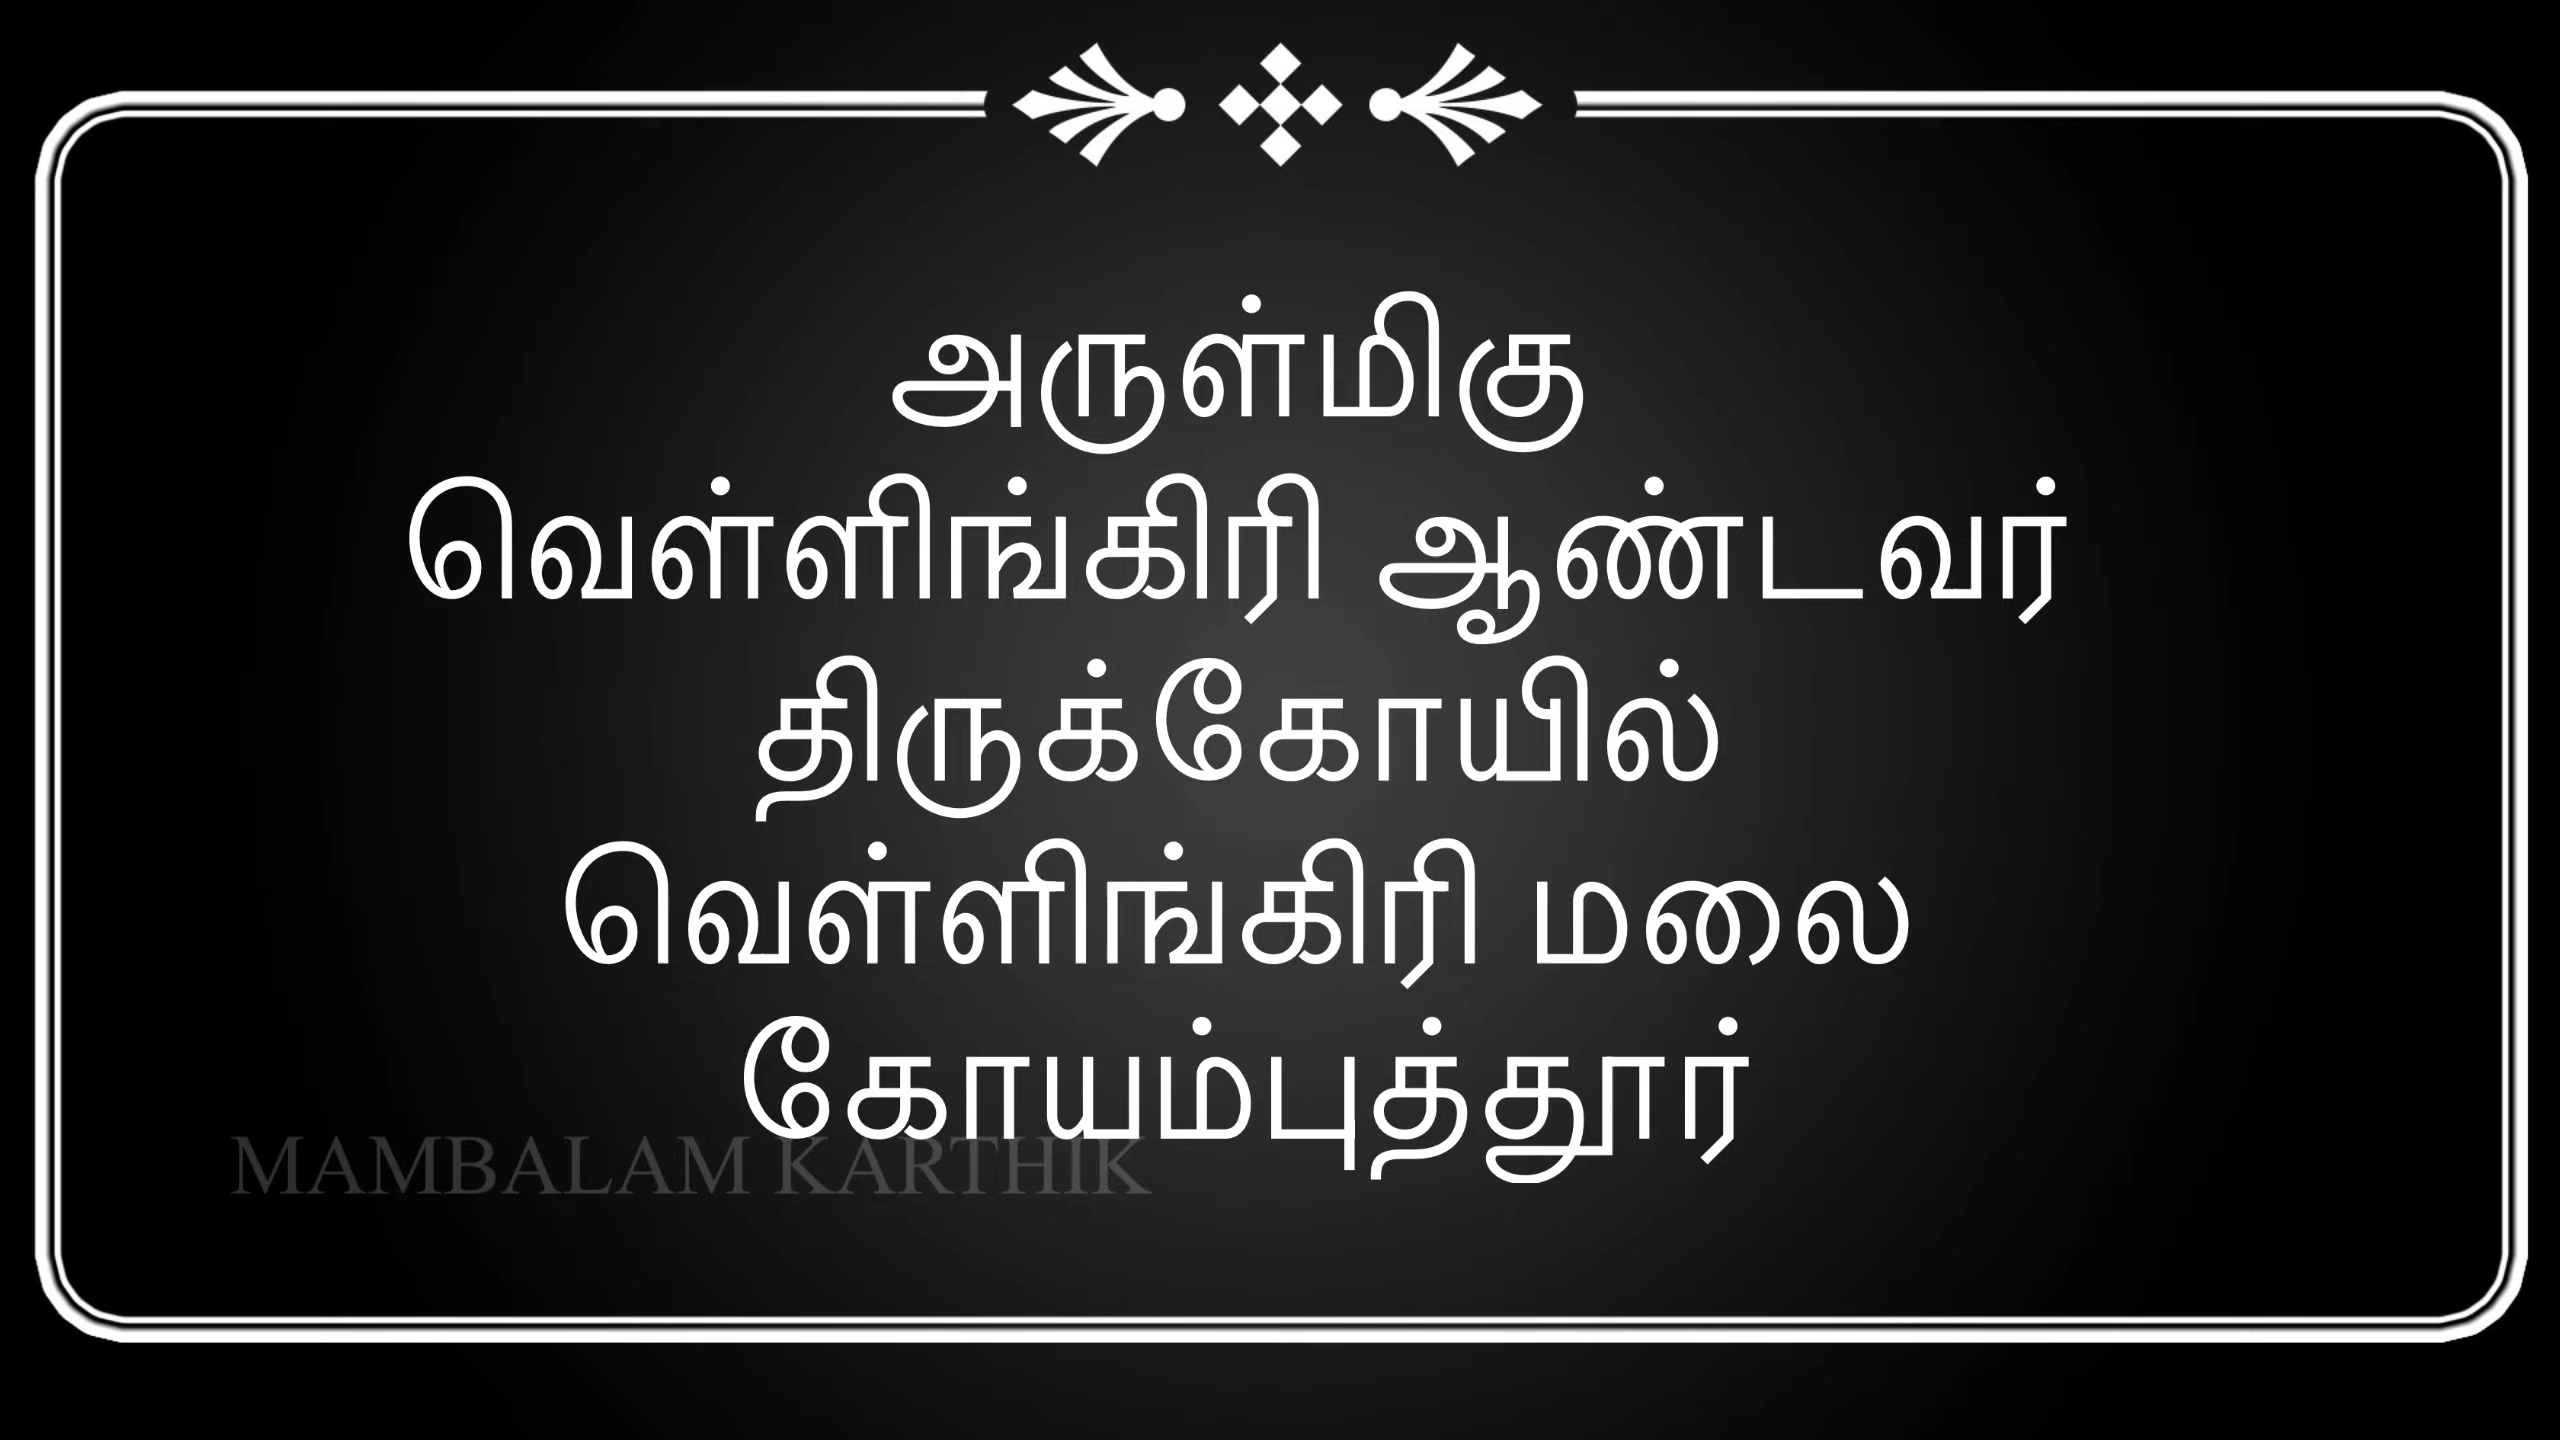 அருள்மிகு
வெள்ளிங்கிரி ஆண்டவர்
திருக்கோயில்
வெள்ளிங்கிரி மலை
கோயம்புத்தூர்
MAMBALAM KARTHIK